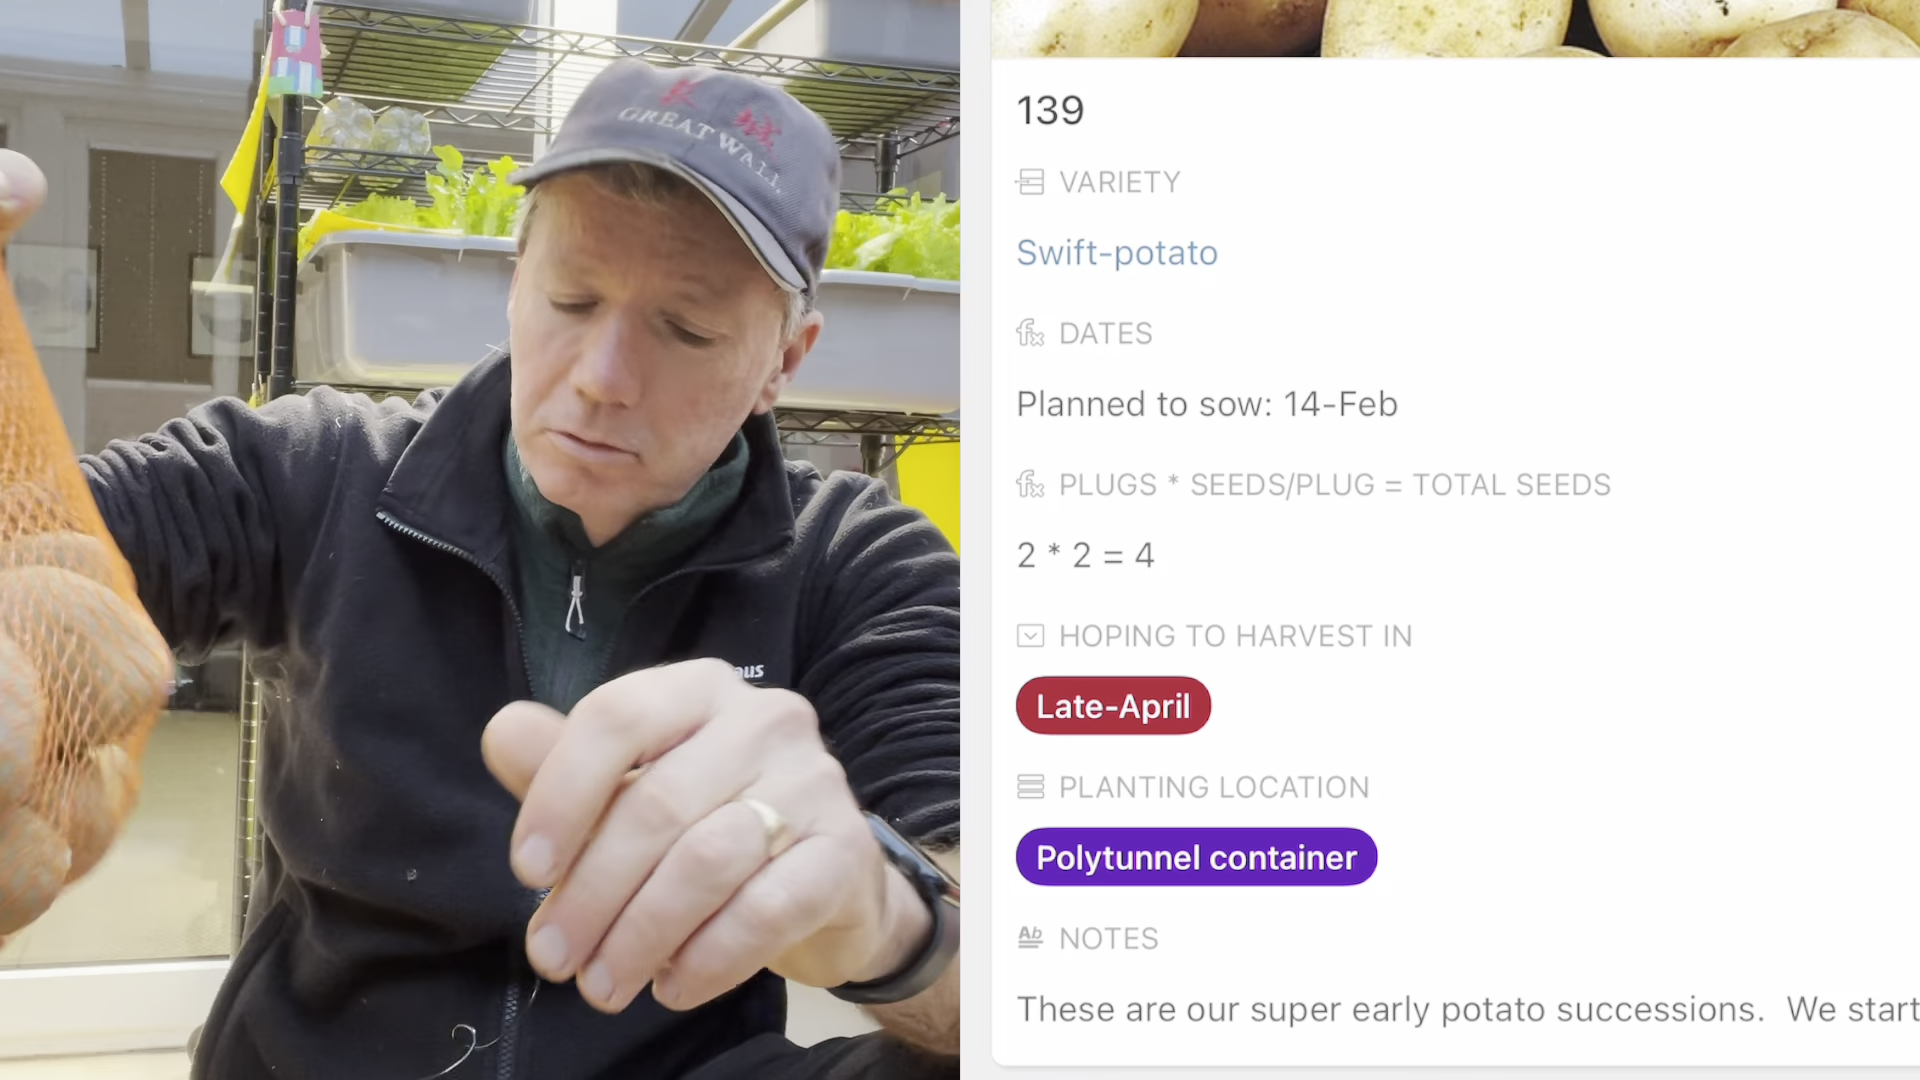 GREAT WALL
139
VARIETY
Swift-potato
DATES
Planned to sow: 14-Feb
PLUGS * SEEDS/PLUG = TOTAL SEEDS
2 * 2 = 4
HOPING TO HARVEST IN
Late-April
PLANTING LOCATION
Polytunnel container
Ab NOTES
These are our super early potato successions. We start